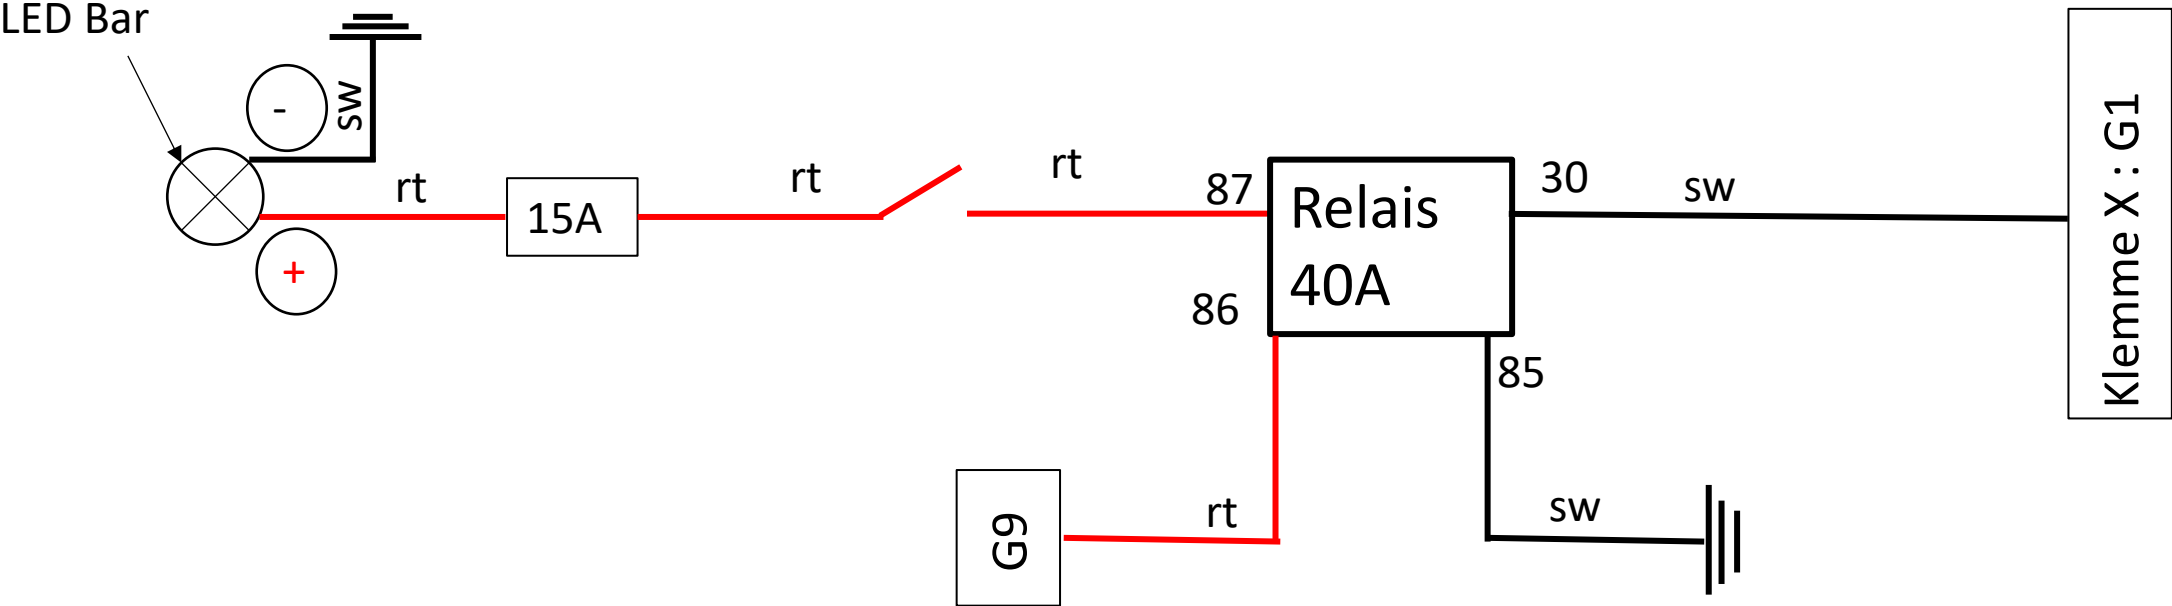 LED Bar
-
sw
rt
15A
rt
rt
87
Relais
40A
30
sw
Klemme X : G1
+
86
85
G9
rt
sw